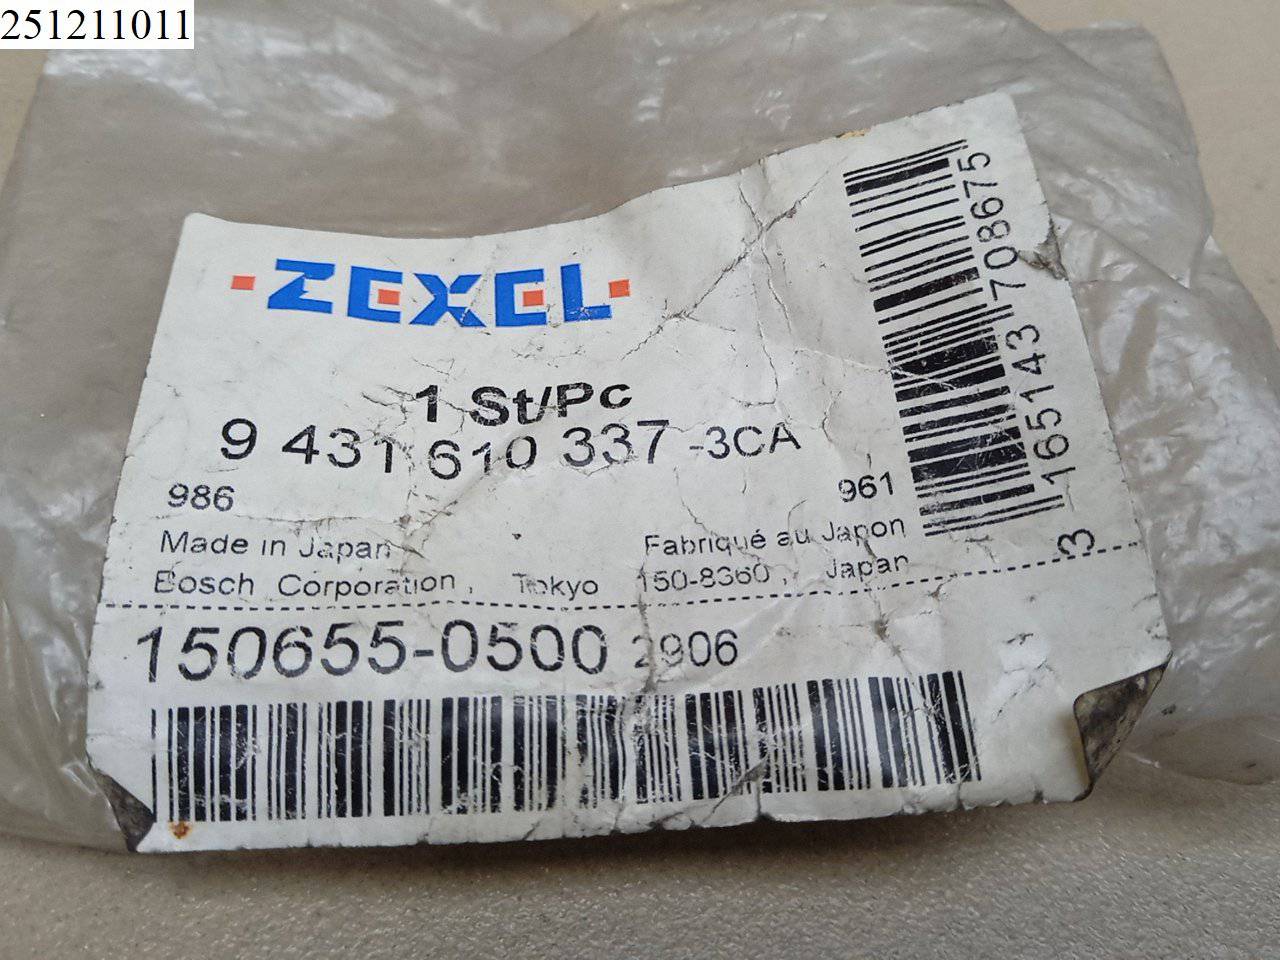 251211011
ZEXEL
1 St/Pc
9 431 610 337 -3CA
986
961
Made in Japan
Fabriqué au Japon
Bosch Corporation, Tokyo 150-8360, Japan
150655-0500 2906
3 165143 708675